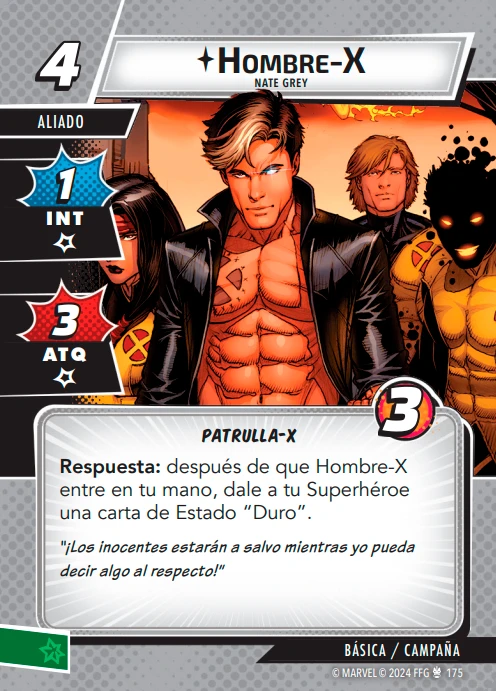 4
HOMBRE-X
NATE GREY
ALIADO
1
INT
3
ATQ
3
PATRULLA-X
Respuesta: después de que Hombre-X
entre en tu mano, dale a tu Superhéroe
una carta de Estado “Duro”.
"¡Los inocentes estarán a salvo mientras yo pueda
decir algo al respecto!"
BÁSICA / CAMPAÑA
© MARVEL © 2024 FFG 175